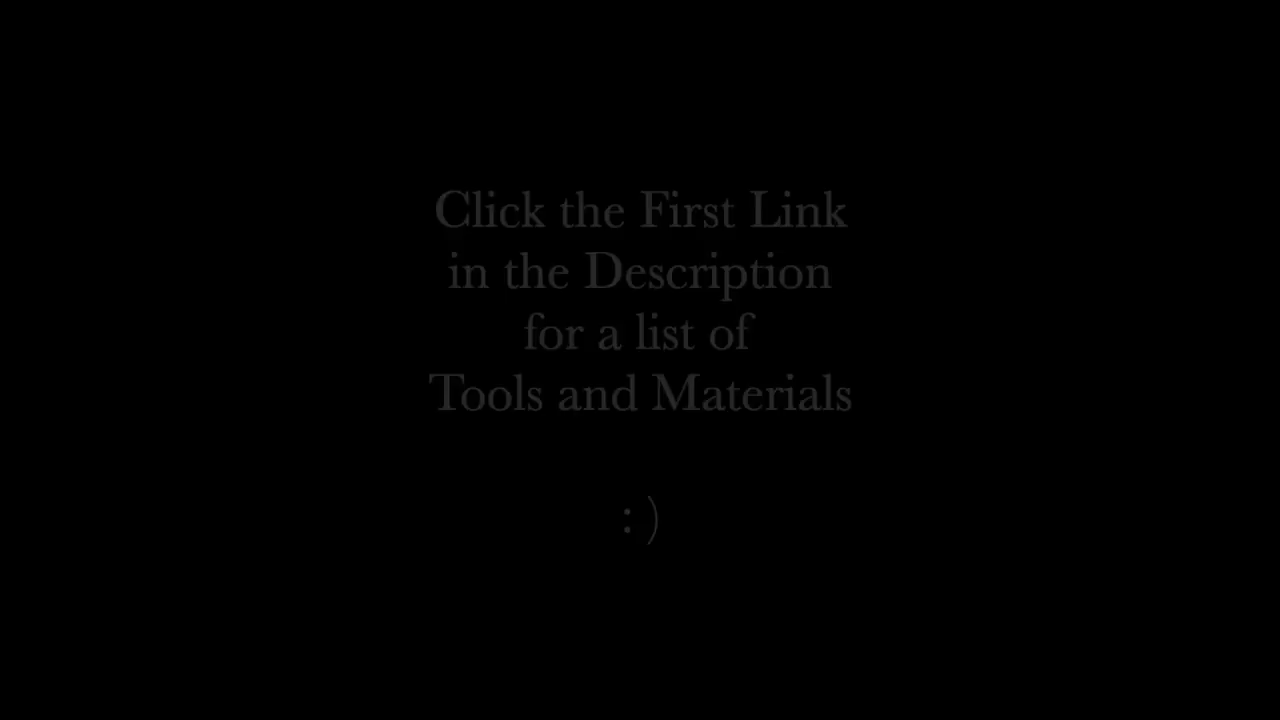 Click the First Link
in the Description
for a list of
Tools and Materials
: )